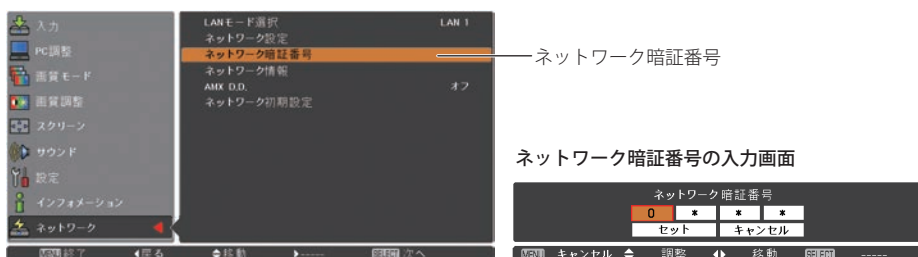 入力
PC調整
画質モード
画質調整
スクリーン
サウンド
設定
インフォメーション
ネットワーク
LANモード選択 LAN 1
ネットワーク設定
ネットワーク暗証番号
ネットワーク情報
AMX D.D. オフ
ネットワーク初期設定
MENU 終了 戻る 移動 ----- SELECT 次へ
ネットワーク暗証番号
ネットワーク暗証番号の入力画面
ネットワーク暗証番号
0 * * *
セット キャンセル
MENU キャンセル 調整 移動 SELECT -----